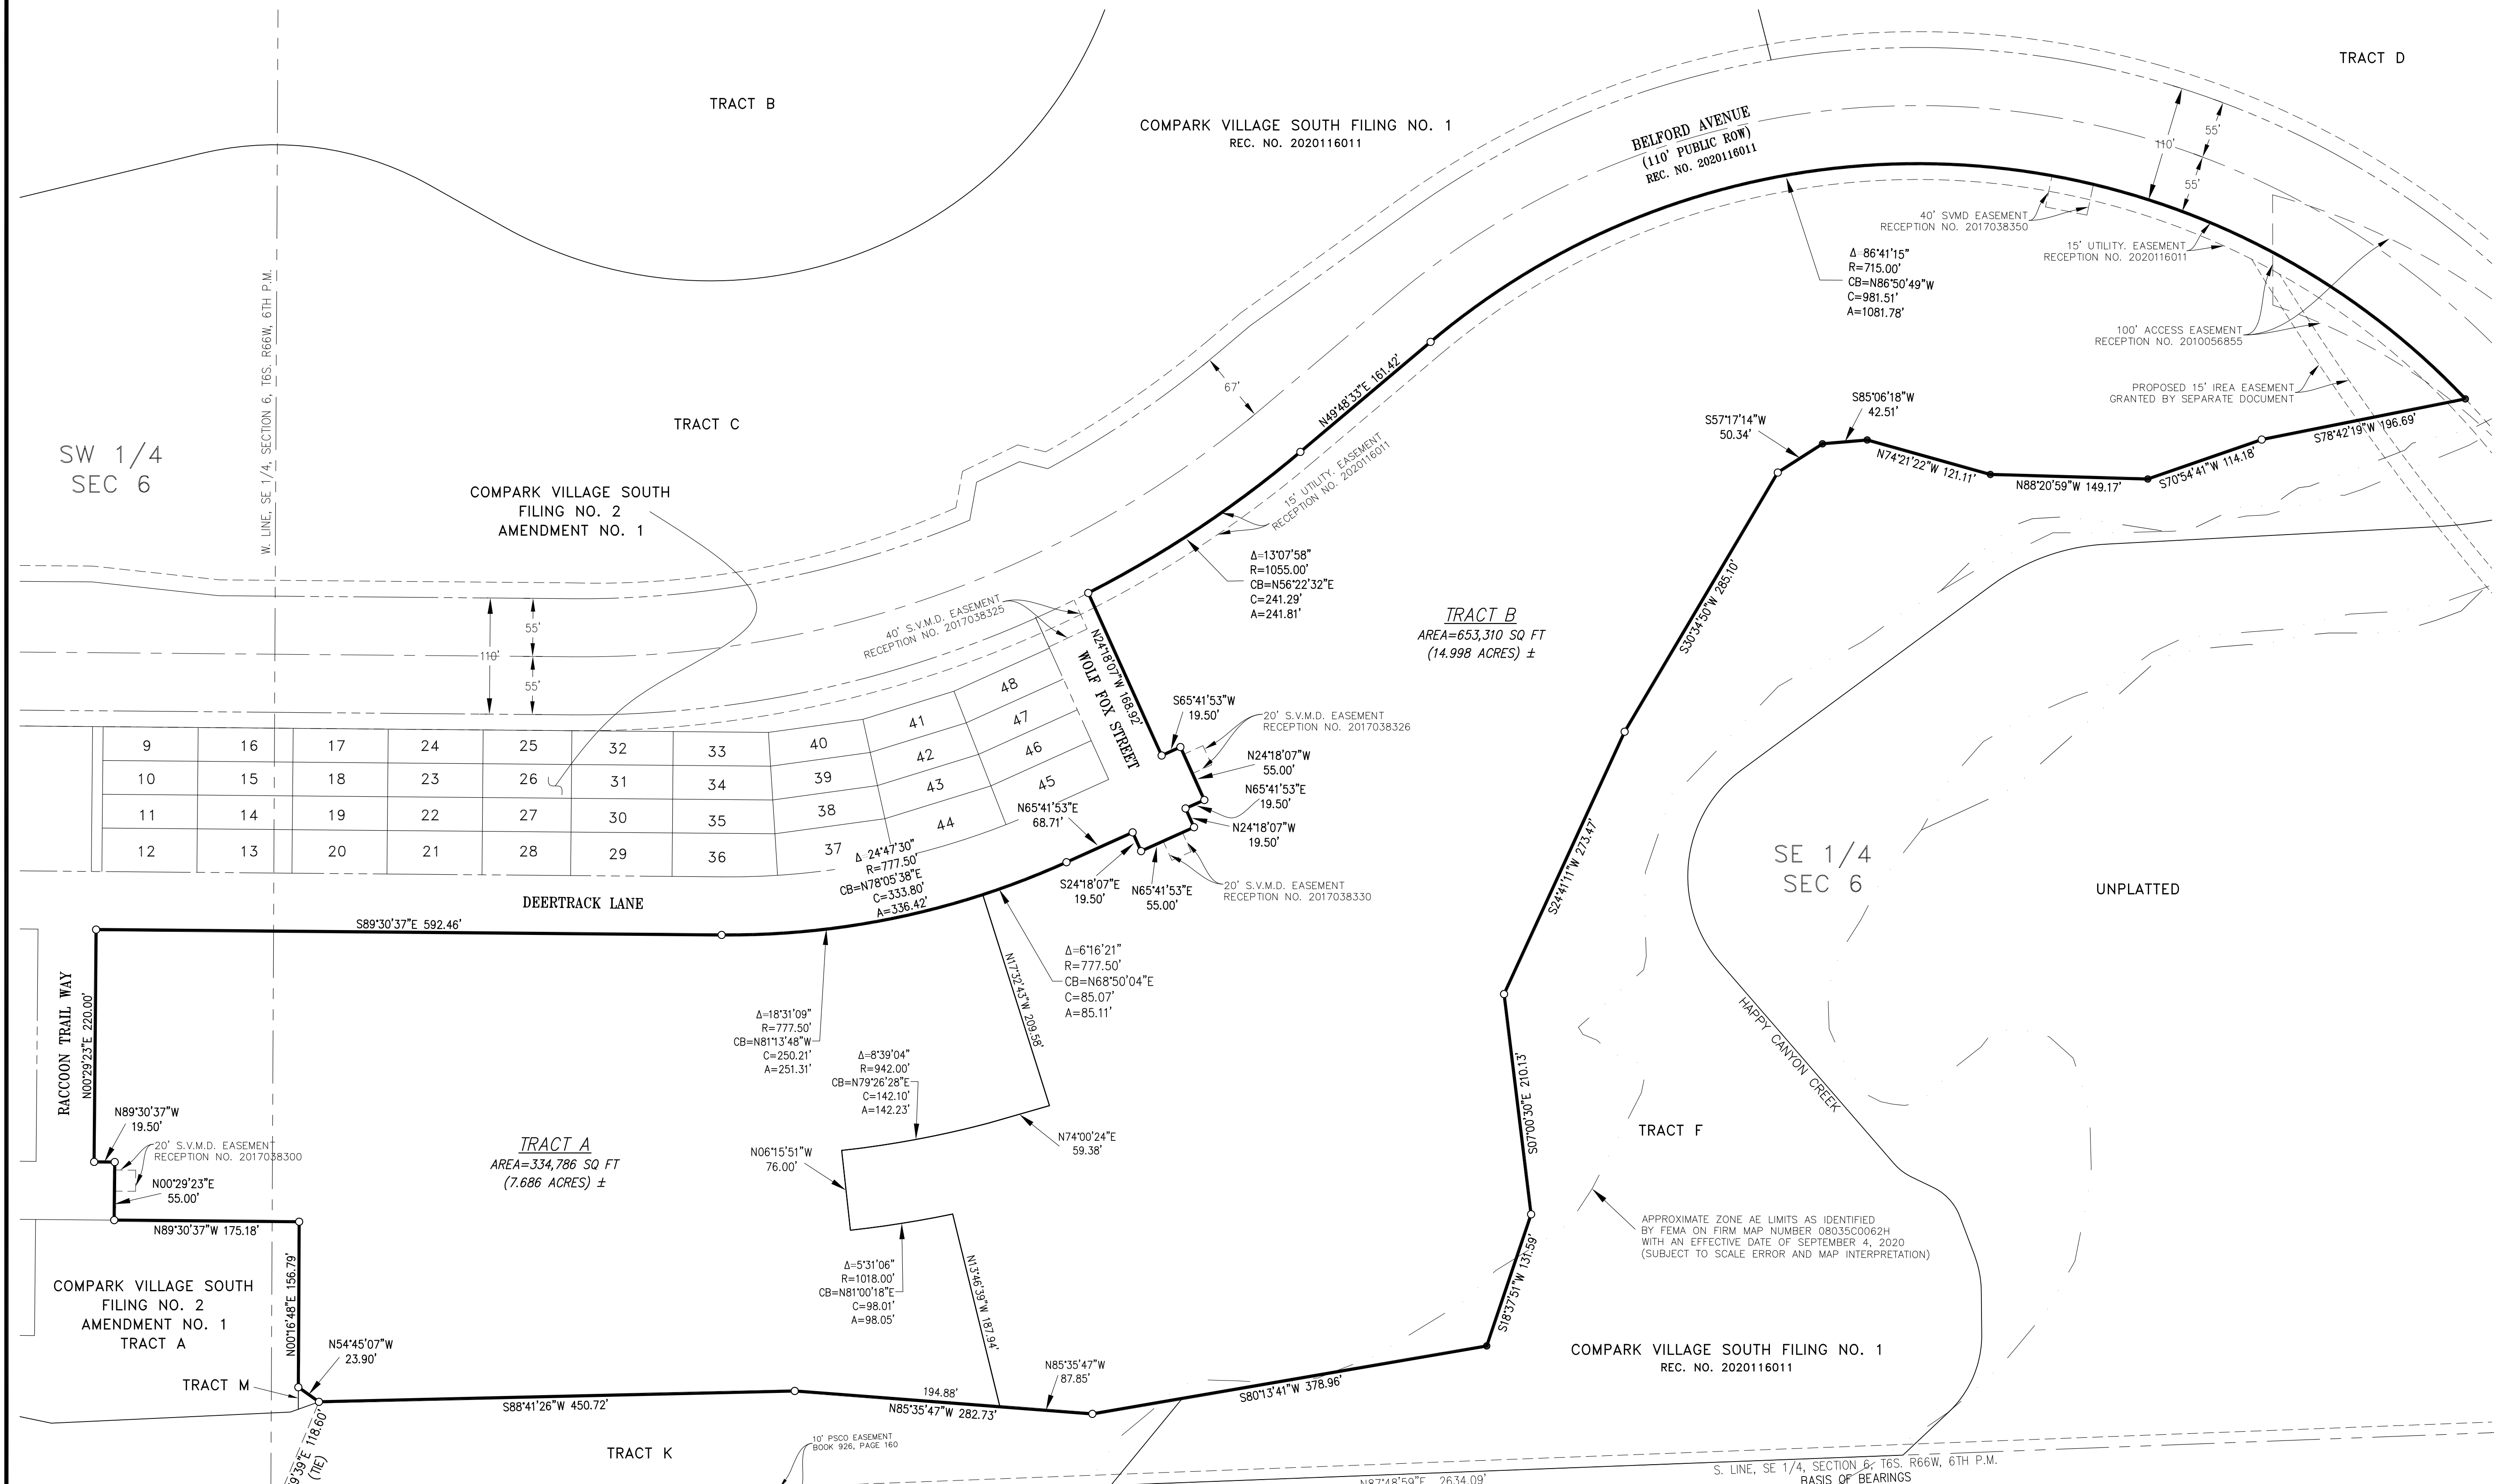 TRACT D
TRACT B
COMPARK VILLAGE SOUTH FILING NO. 1
REC. NO. 2020116011
BELFORD AVENUE
(110' PUBLIC ROW)
REC. NO. 2020116011
55'
110'
55'
40' SVMD EASEMENT
RECEPTION NO. 2017038350
15' UTILITY. EASEMENT
RECEPTION NO. 2020116011
Δ=86°41'15"
R=715.00'
CB=N86°50'49"W
C=981.51'
A=1081.78'
100' ACCESS EASEMENT
RECEPTION NO. 2010056855
PROPOSED 15' IREA EASEMENT
GRANTED BY SEPARATE DOCUMENT
W. LINE, SE 1/4, SECTION 6, T6S. R66W, 6TH P.M.
67'
N49°48'33"E 161.42'
S85°06'18"W
42.51'
S57°17'14"W
50.34'
S78°42'19"W 196.69'
N74°21'22"W 121.11'
N88°20'59"W 149.17'
S70°54'41"W 114.18'
TRACT C
SW 1/4
SEC 6
COMPARK VILLAGE SOUTH
FILING NO. 2
AMENDMENT NO. 1
15' UTILITY. EASEMENT
RECEPTION NO. 2020116011
Δ=13°07'58"
R=1055.00'
CB=N56°22'32"E
C=241.29'
A=241.81'
S30°34'50"W 285.10'
40' S.V.M.D. EASEMENT
RECEPTION NO. 2017038325
TRACT B
AREA=653,310 SQ FT
(14.998 ACRES) ±
55'
110'
55'
N24°18'07"W 168.92'
WOLF FOX STREET
S65°41'53"W
19.50'
20' S.V.M.D. EASEMENT
RECEPTION NO. 2017038326
N24°18'07"W
55.00'
N65°41'53"E
19.50'
N24°18'07"W
19.50'
9 16 17 24 25 32 33 40 41 48
10 15 18 23 26 31 34 39 42 47
11 14 19 22 27 30 35 38 43 46
12 13 20 21 28 29 36 37 44 45
N65°41'53"E
68.71'
Δ=24°47'30"
R=777.50'
CB=N78°05'38"E
C=333.80'
A=336.42'
S24°18'07"E
19.50'
N65°41'53"E
55.00'
20' S.V.M.D. EASEMENT
RECEPTION NO. 2017038330
S24°41'11"W 273.47'
SE 1/4
SEC 6
UNPLATTED
DEERTRACK LANE
S89°30'37"E 592.46'
RACCOON TRAIL WAY
N00°29'23"E 220.00'
N17°32'43"W 209.58'
Δ=6°16'21"
R=777.50'
CB=N68°50'04"E
C=85.07'
A=85.11'
Δ=18°31'09"
R=777.50'
CB=N81°13'48"W
C=250.21'
A=251.31'
Δ=8°39'04"
R=942.00'
CB=N79°26'28"E
C=142.10'
A=142.23'
HAPPY CANYON CREEK
S07°00'30"E 210.13'
N89°30'37"W
19.50'
20' S.V.M.D. EASEMENT
RECEPTION NO. 2017038300
N00°29'23"E
55.00'
TRACT A
AREA=334,786 SQ FT
(7.686 ACRES) ±
N06°15'51"W
76.00'
N74°00'24"E
59.38'
TRACT F
N89°30'37"W 175.18'
APPROXIMATE ZONE AE LIMITS AS IDENTIFIED
BY FEMA ON FIRM MAP NUMBER 08035C0062H
WITH AN EFFECTIVE DATE OF SEPTEMBER 4, 2020
(SUBJECT TO SCALE ERROR AND MAP INTERPRETATION)
COMPARK VILLAGE SOUTH
FILING NO. 2
AMENDMENT NO. 1
TRACT A
N00°16'48"E 156.79'
Δ=5°31'06"
R=1018.00'
CB=N81°00'18"E
C=98.01'
A=98.05'
N13°46'39"W 187.94'
S18°37'51"W 131.59'
N54°45'07"W
23.90'
TRACT M
N85°35'47"W
87.85'
COMPARK VILLAGE SOUTH FILING NO. 1
REC. NO. 2020116011
S88°41'26"W 450.72'
194.88'
N85°35'47"W 282.73'
S80°13'41"W 378.96'
9'39"E 118.60'
(TIE)
TRACT K
10' PSCO EASEMENT
BOOK 926, PAGE 160
N87°48'59"E 2634.09'
S. LINE, SE 1/4, SECTION 6, T6S. R66W, 6TH P.M.
BASIS OF BEARINGS